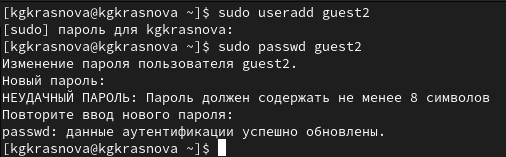 [kgkrasnova@kgkrasnova ~]$ sudo useradd guest2
[sudo] пароль для kgkrasnova:
[kgkrasnova@kgkrasnova ~]$ sudo passwd guest2
Изменение пароля пользователя guest2.
Новый пароль:
НЕУДАЧНЫЙ ПАРОЛЬ: Пароль должен содержать не менее 8 символов
Повторите ввод нового пароля:
passwd: данные аутентификации успешно обновлены.
[kgkrasnova@kgkrasnova ~]$